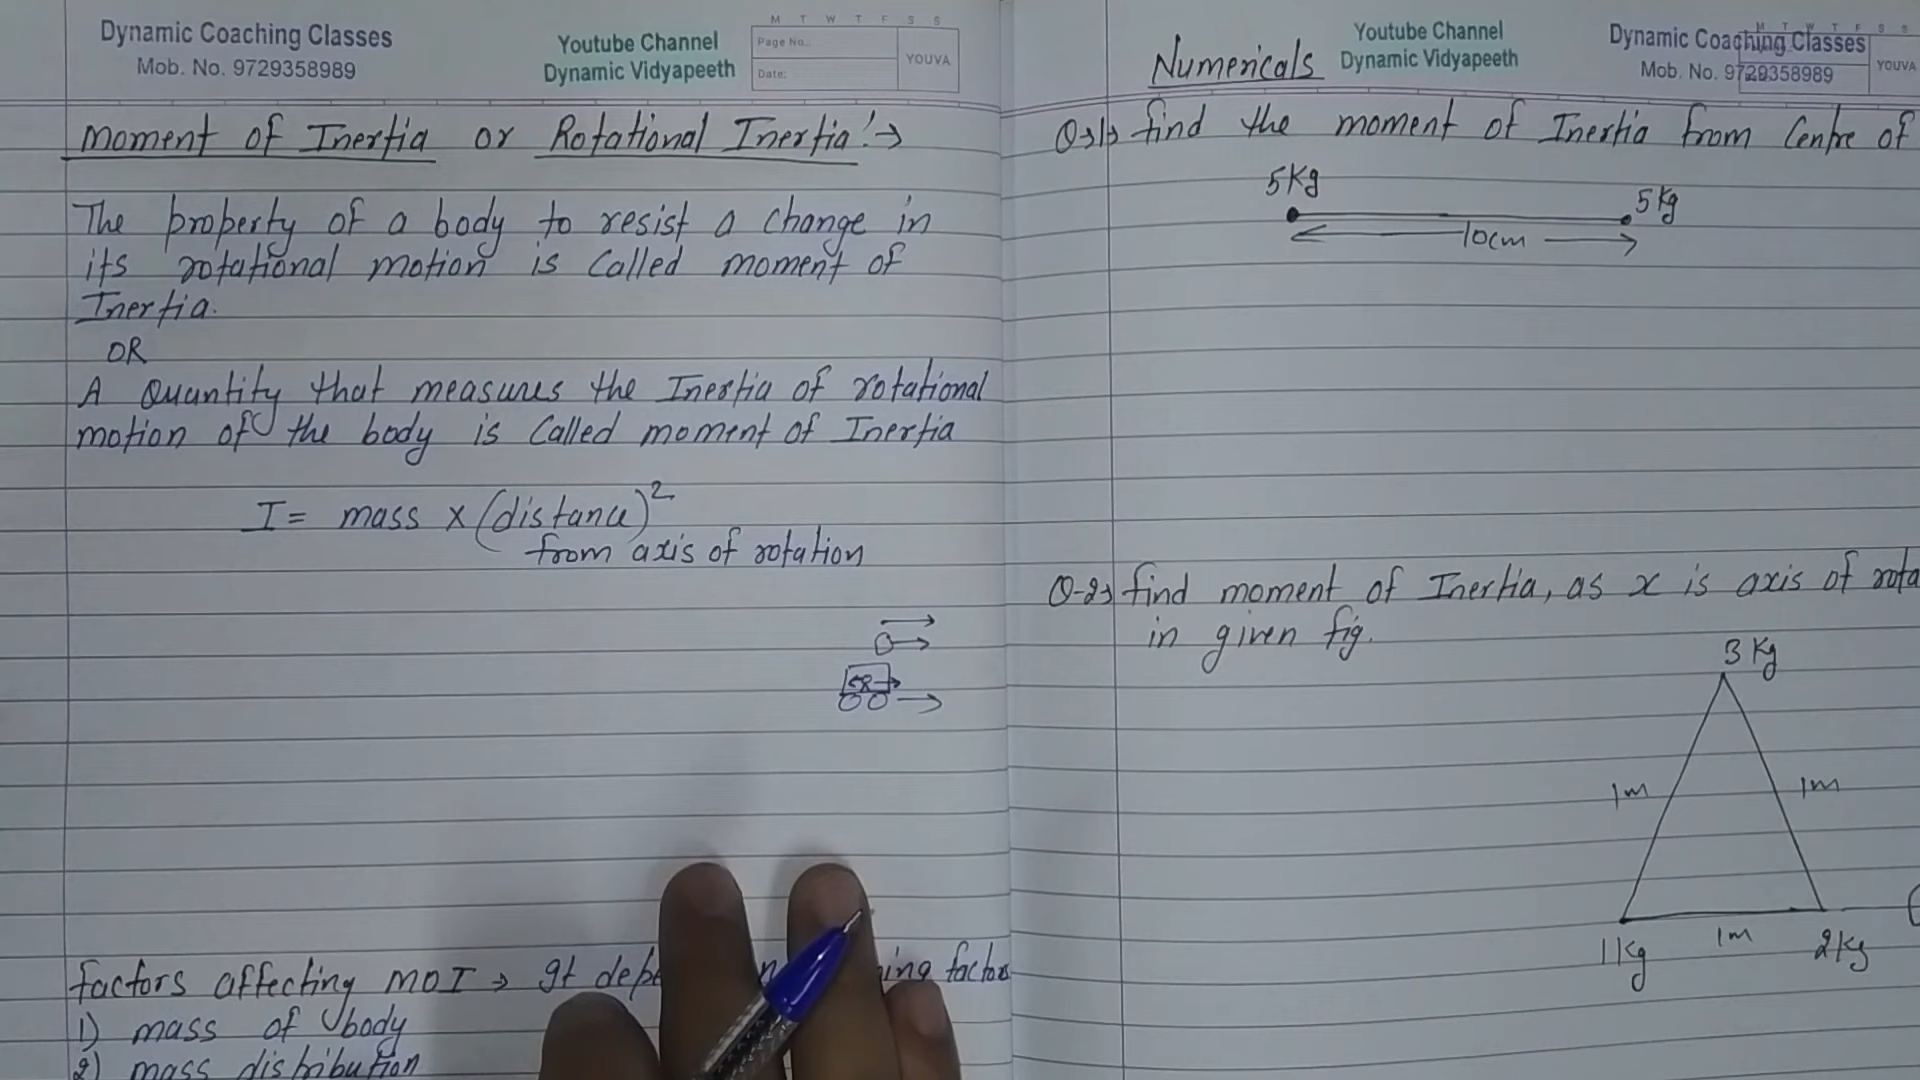 Dynamic Coaching Classes
Mob. No. 9729358989
Youtube Channel
Dynamic Vidyapeeth
M T W T F S S
Page No.
Date:
YOUVA
Moment of Inertia or Rotational Inertia:→
The property of a body to resist a change in
its rotational motion is called moment of
Inertia.
OR
A Quantity that measures the Inertia of rotational
motion of the body is called moment of Inertia
I = mass × (distance)²
from axis of rotation
factors affecting MOI →
1) mass of body
2) mass distribution
Numericals
Youtube Channel
Dynamic Vidyapeeth
Dynamic Coaching Classes
Mob. No. 9729358989
M T W T F S
YOUVA
Q→1→ find the moment of Inertia from Centre of
5Kg
5Kg
10cm
Q-2→ find moment of Inertia, as x is axis of
in given fig.
3 Kg
1m
1m
1Kg
1m
2Kg